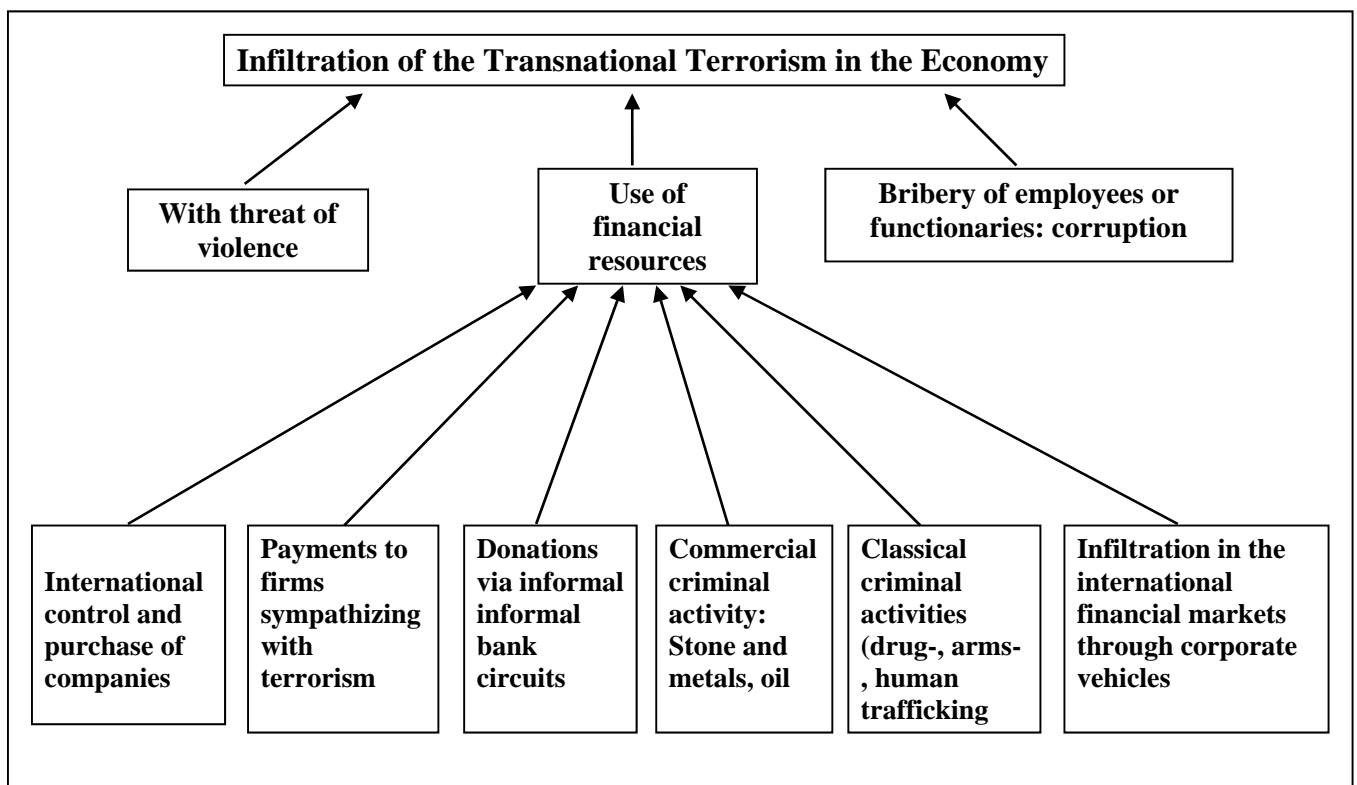 Infiltration of the Transnational Terrorism in the Economy
With threat of
violence
Use of
financial
resources
Bribery of employees or
functionaries: corruption
International
control and
purchase of
companies
Payments to
firms
sympathizing
with
terrorism
Donations
via informal
informal
bank
circuits
Commercial
criminal
activity:
Stone and
metals, oil
Classical
criminal
activities
(drug-, arms-
, human
trafficking
Infiltration in the
international
financial markets
through corporate
vehicles